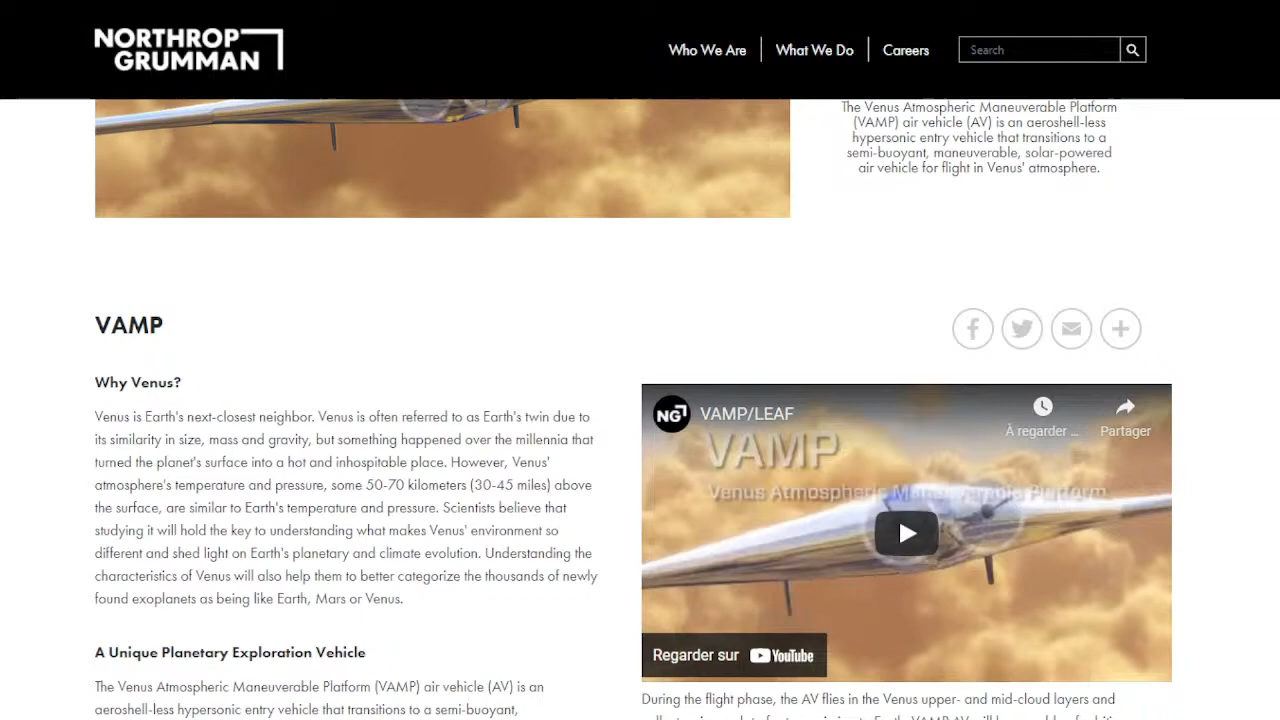 NORTHROP
GRUMMAN
Who We Are
What We Do
Careers
Search
The Venus Atmospheric Maneuverable Platform
(VAMP) air vehicle (AV) is an aeroshell-less
hypersonic entry vehicle that transitions to a
semi-buoyant, maneuverable, solar-powered
air vehicle for flight in Venus' atmosphere.
VAMP
Why Venus?
Venus is Earth's next-closest neighbor. Venus is often referred to as Earth's twin due to
its similarity in size, mass and gravity, but something happened over the millennia that
turned the planet's surface into a hot and inhospitable place. However, Venus'
atmosphere's temperature and pressure, some 50-70 kilometers (30-45 miles) above
the surface, are similar to Earth's temperature and pressure. Scientists believe that
studying it will hold the key to understanding what makes Venus' environment so
different and shed light on Earth's planetary and climate evolution. Understanding the
characteristics of Venus will also help them to better categorize the thousands of newly
found exoplanets as being like Earth, Mars or Venus.
A Unique Planetary Exploration Vehicle
The Venus Atmospheric Maneuverable Platform (VAMP) air vehicle (AV) is an
aeroshell-less hypersonic entry vehicle that transitions to a semi-buoyant,
NG
VAMP/LEAF
À regarder ...
Partager
VAMP
Venus Atmospheric Maneuverable Platform
Regarder sur YouTube
During the flight phase, the AV flies in the Venus upper- and mid-cloud layers and